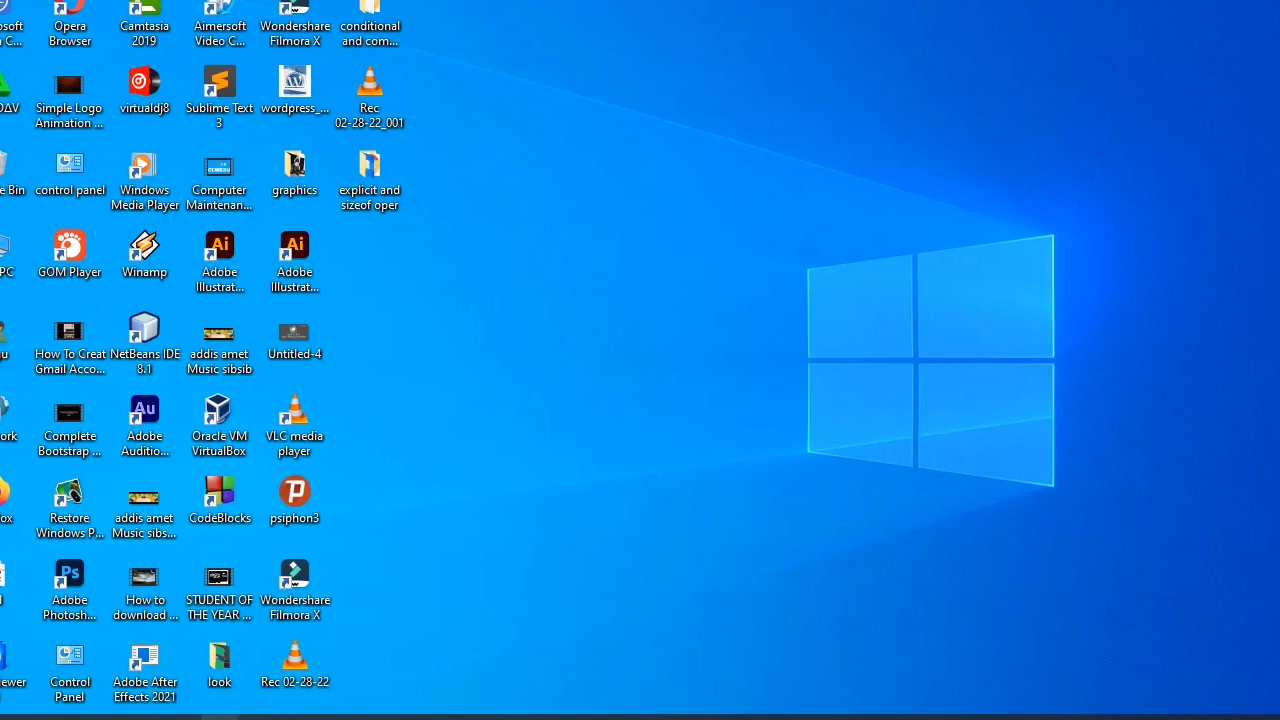 Opera
Browser
Camtasia
2019
Aimersoft
Video C...
Wondershare
Filmora X
conditional
and com...
Simple Logo
Animation ...
virtualdj8
Sublime Text
3
wordpress_...
Rec
02-28-22_001
e Bin
control panel
Windows
Media Player
Computer
Maintenan...
graphics
explicit and
sizeof oper
PC
GOM Player
Winamp
Adobe
Illustrat...
Adobe
Illustrat...
u
How To Creat
Gmail Acco...
NetBeans IDE
8.1
addis amet
Music sibsib
Untitled-4
ork
Complete
Bootstrap ...
Adobe
Auditio...
Oracle VM
VirtualBox
VLC media
player
ox
Restore
Windows P...
addis amet
Music sibs...
CodeBlocks
psiphon3
Adobe
Photosh...
How to
download ...
STUDENT OF
THE YEAR ...
Wondershare
Filmora X
ewer
Control
Panel
Adobe After
Effects 2021
look
Rec 02-28-22